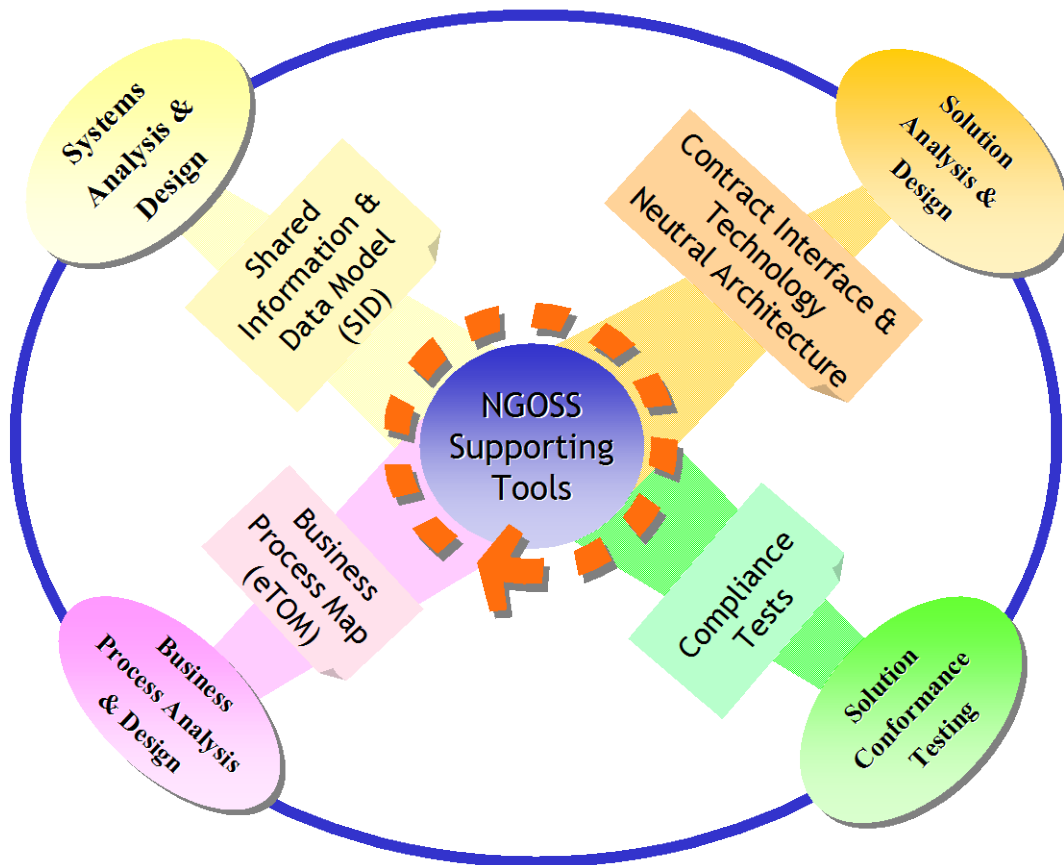 Systems
Analysis &
Design
Shared
Information &
Data Model
(SID)
Contract Interface &
Technology
Neutral Architecture
Solution
Analysis &
Design
NGOSS
Supporting
Tools
Business
Process Map
(eTOM)
Business
Process Analysis
& Design
Compliance
Tests
Solution
Conformance
Testing